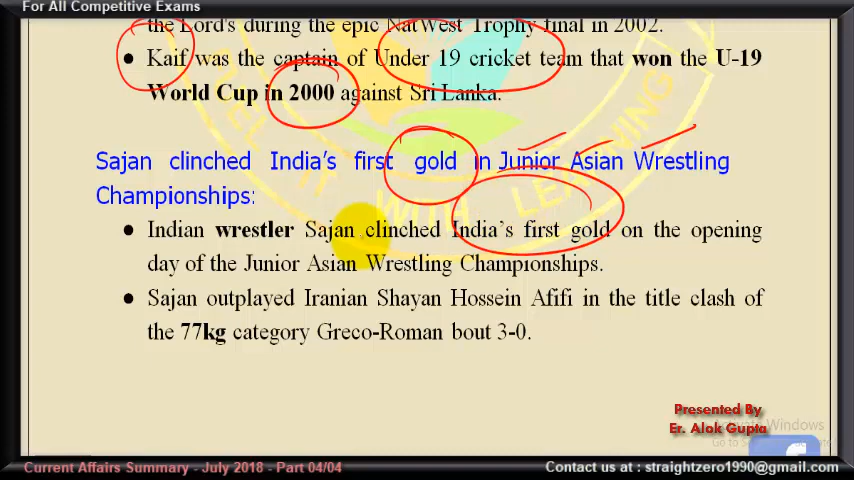 For All Competitive Exams
the Lord's during the epic NatWest Trophy final in 2002.
● Kaif was the captain of Under 19 cricket team that won the U-19
World Cup in 2000 against Sri Lanka.
Sajan clinched India's first gold in Junior Asian Wrestling
Championships:
● Indian wrestler Sajan clinched India's first gold on the opening
day of the Junior Asian Wrestling Championships.
● Sajan outplayed Iranian Shayan Hossein Afifi in the title clash of
the 77kg category Greco-Roman bout 3-0.
WITH LEARNING
Presented By
Er. Alok Gupta
Activate Windows
Current Affairs Summary - July 2018 - Part 04/04
Contact us at : straightzero1990@gmail.com